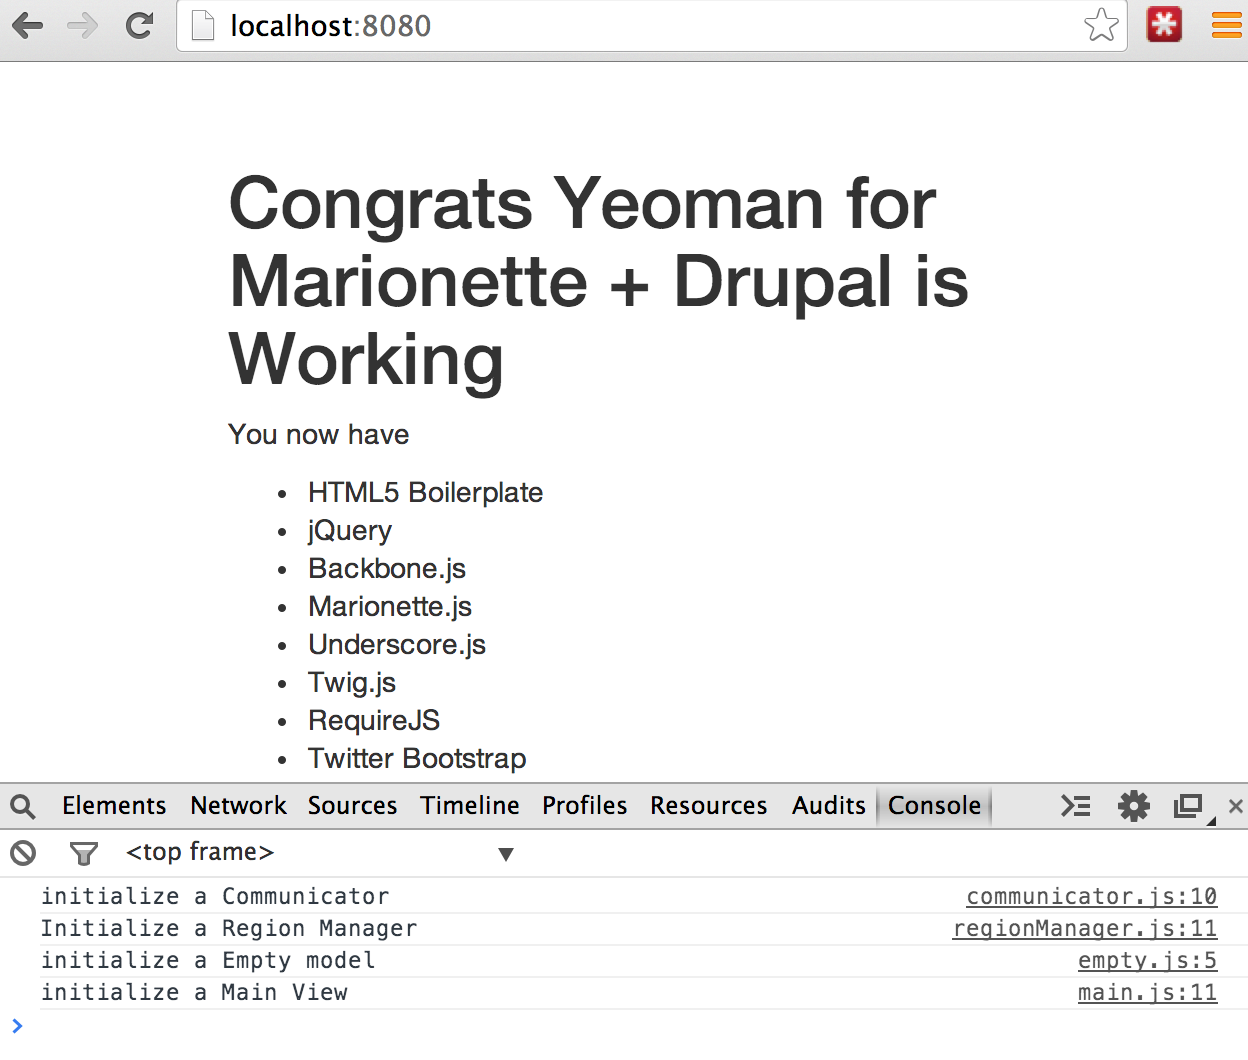 localhost:8080
Congrats Yeoman for
Marionette + Drupal is
Working
You now have
HTML5 Boilerplate
jQuery
Backbone.js
Marionette.js
Underscore.js
Twig.js
RequireJS
Twitter Bootstrap
Elements Network Sources Timeline Profiles Resources Audits Console
<top frame>
initialize a Communicator communicator.js:10
Initialize a Region Manager regionManager.js:11
initialize a Empty model empty.js:5
initialize a Main View main.js:11